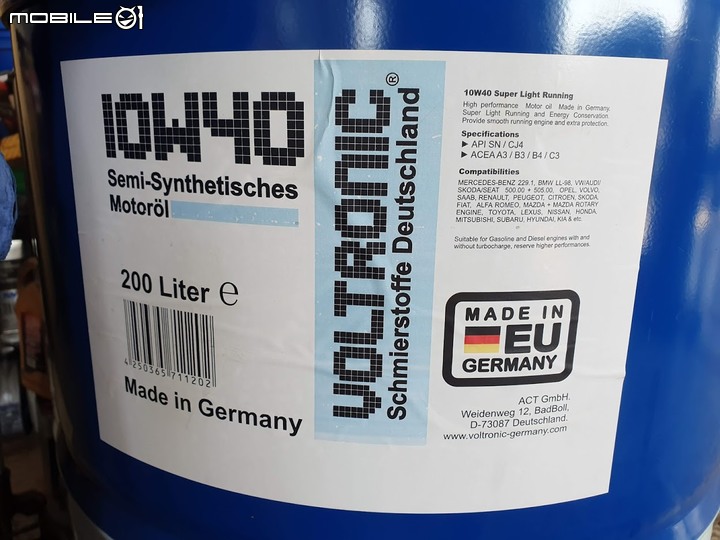 MOBILE01
10W40
Semi-Synthetisches
Motoröl
200 Liter ℮
4 250365 711202
Made in Germany
VOLTRONIC®
Schmierstoffe Deutschland
10W40 Super Light Running
High performance Motor oil Made in Germany.
Super Light Running and Energy Conservation
Provide smooth running engine and extra protection.
Specifications
► API SN / CJ4
► ACEA A3 / B3 / B4 / C3
Compatibilities
MERCEDES-BENZ 229.1, BMW LL-98, VW/AUDI/
SKODA/SEAT 500.00 + 505.00, OPEL, VOLVO,
SAAB, RENAULT, PEUGEOT, CITROEN, SKODA,
FIAT, ALFA ROMEO, MAZDA + MAZDA ROTARY
ENGINE, TOYOTA, LEXUS, NISSAN, HONDA,
MITSUBISHI, SUBARU, HYUNDAI, KIA & etc
Suitable for Gasoline and Diesel engines with and
without turbocharge, reserve higher performances.
MADE IN
EU
GERMANY
ACT GmbH.
Weidenweg 12, BadBoll,
D-73087 Deutschland.
www.voltronic-germany.com